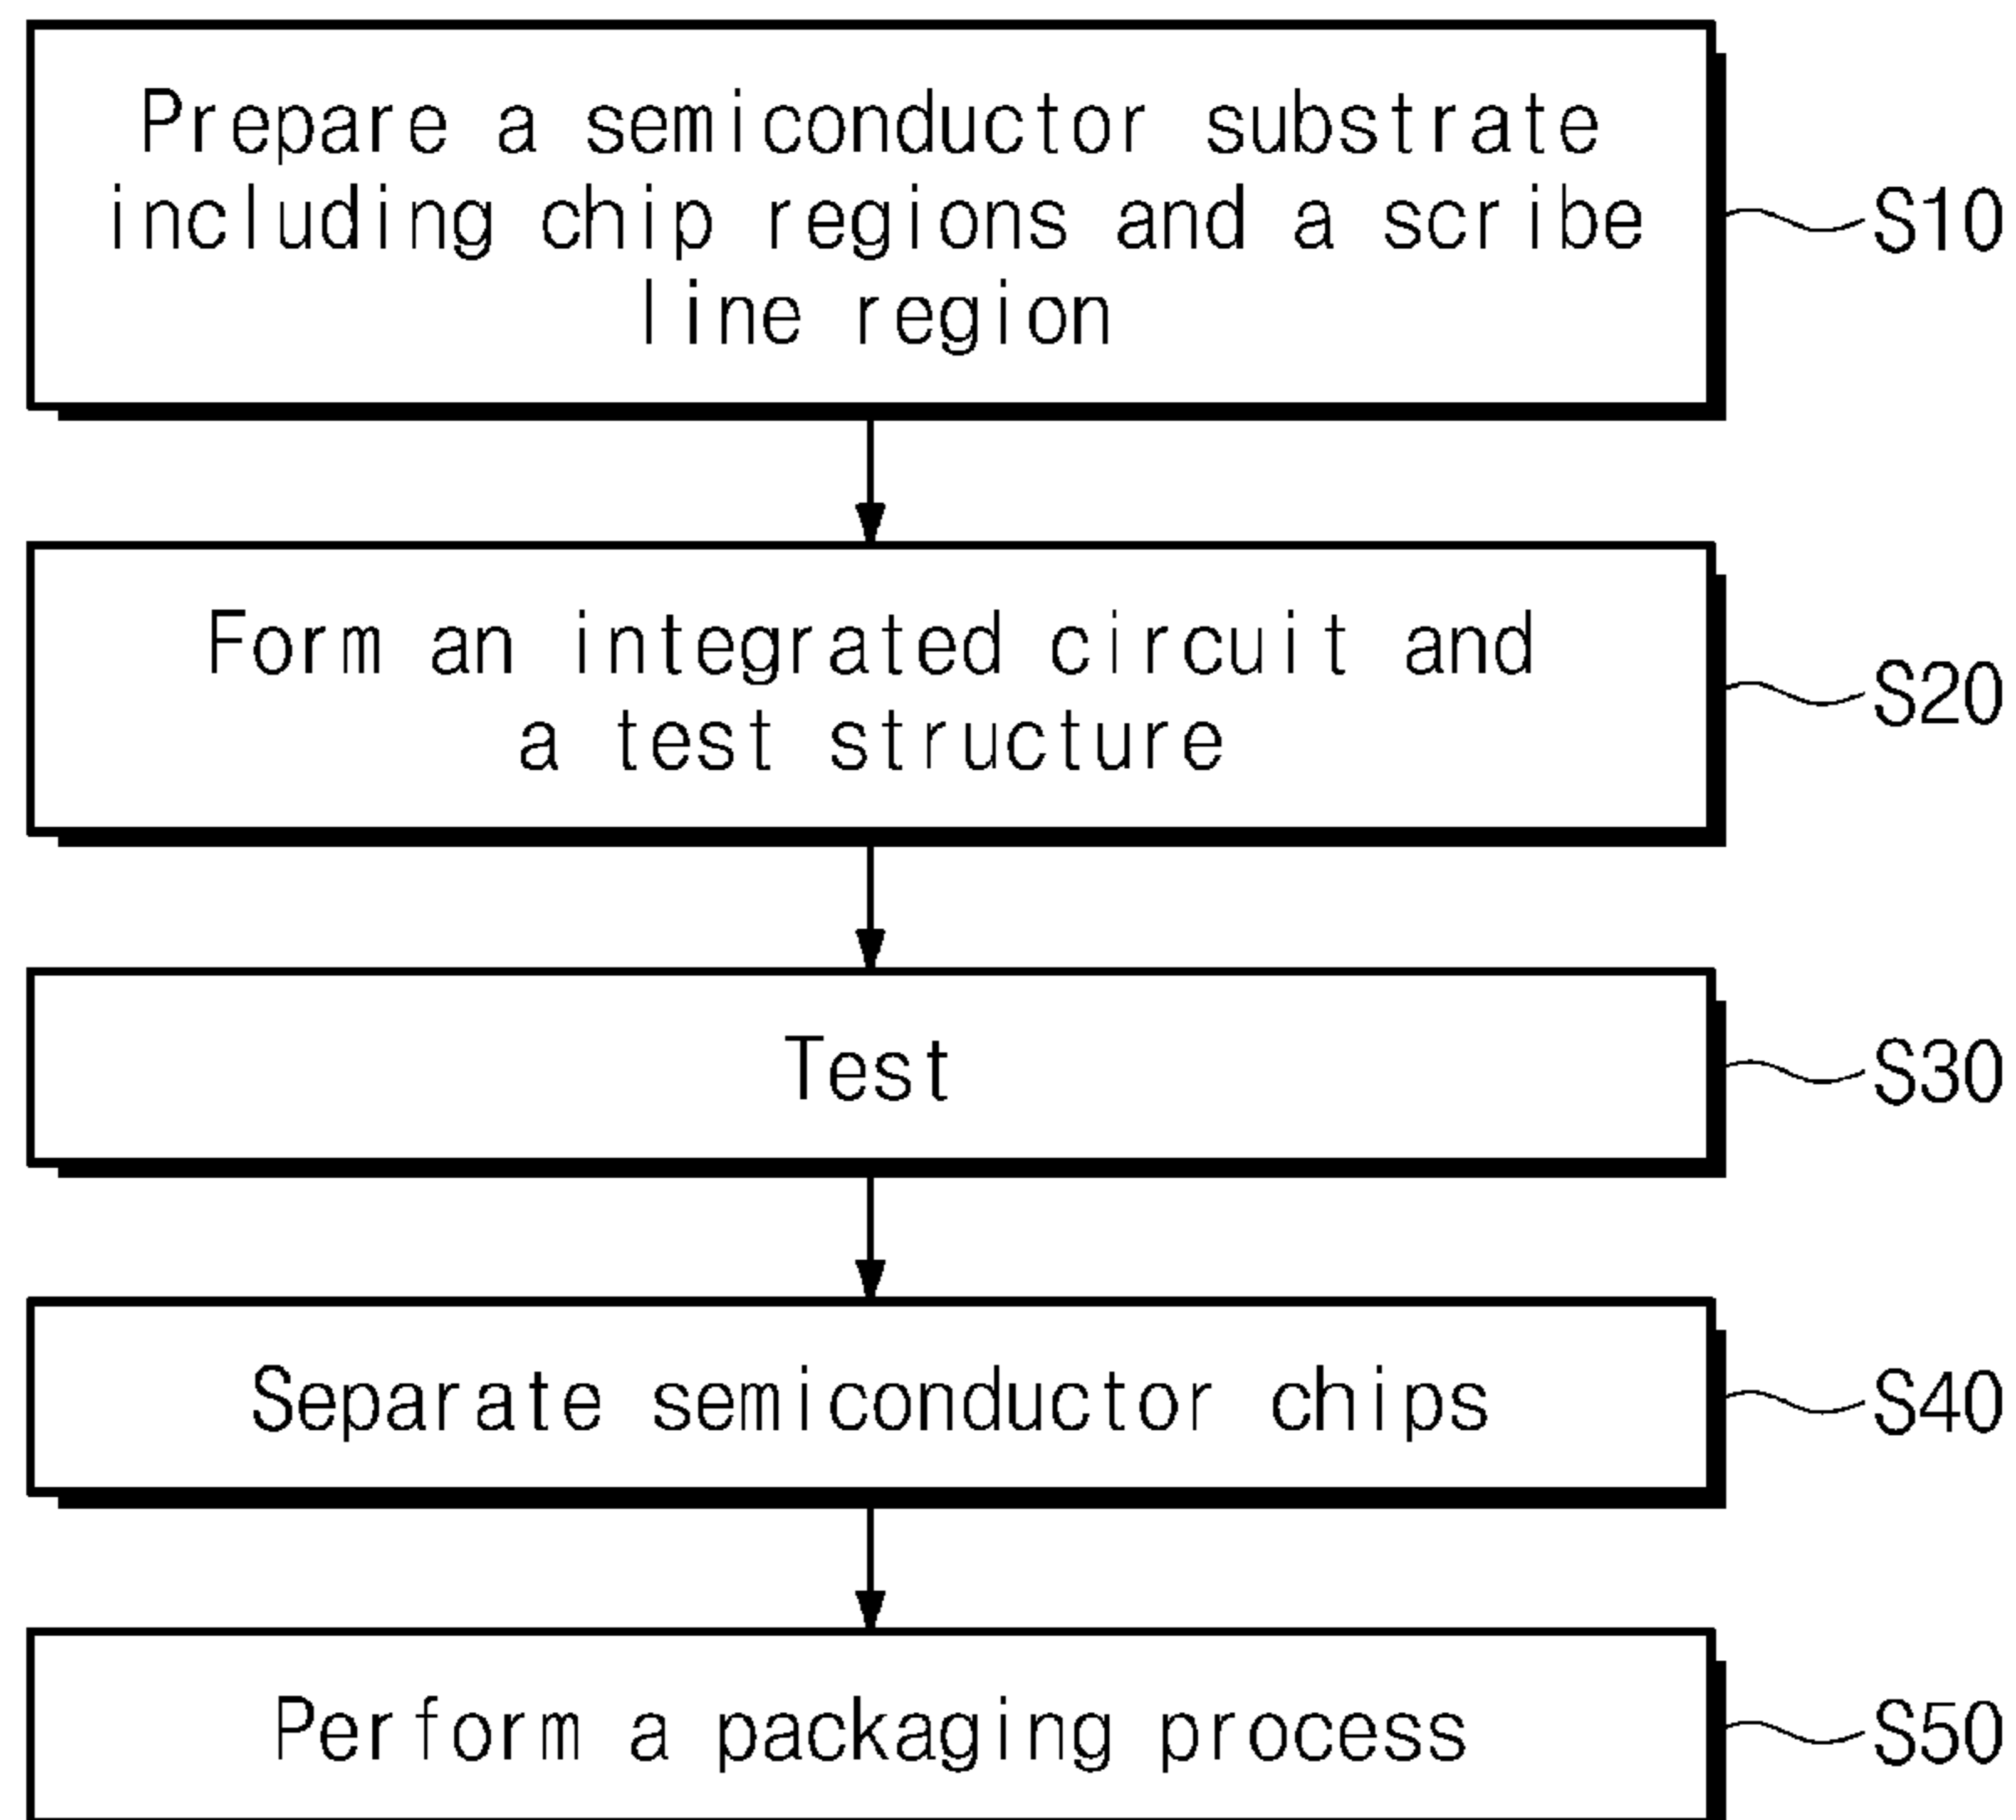 Prepare a semiconductor substrate
including chip regions and a scribe
line region
S10
Form an integrated circuit and
a test structure
S20
Test
S30
Separate semiconductor chips
S40
Perform a packaging process
S50